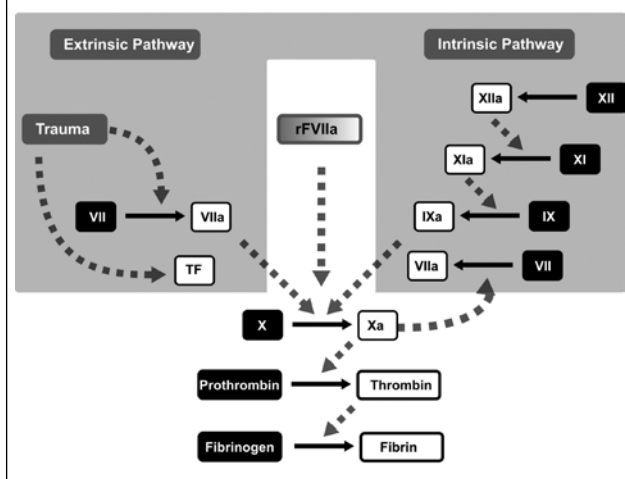 Extrinsic Pathway
Intrinsic Pathway
XIIa
XII
Trauma
rFVIIa
XIa
XI
VII
VIIa
IXa
IX
TF
VIIa
VII
X
Xa
Prothrombin
Thrombin
Fibrinogen
Fibrin